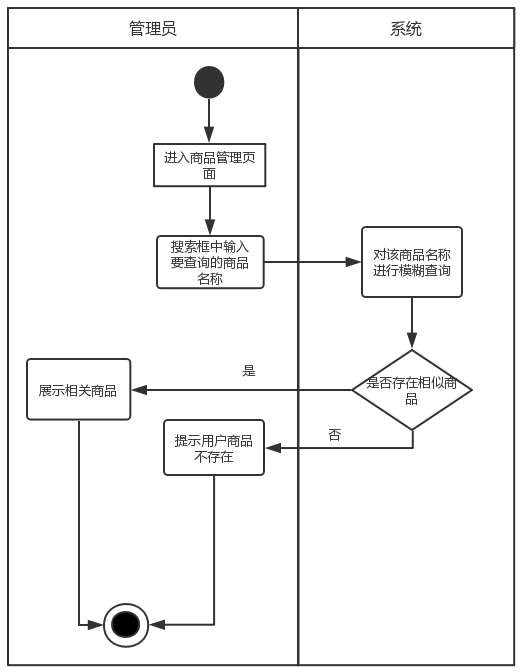 管理员
系统
进入商品管理页
面
搜索框中输入
要查询的商品
名称
对该商品名称
进行模糊查询
是否存在相似商
品
是
展示相关商品
否
提示用户商品
不存在